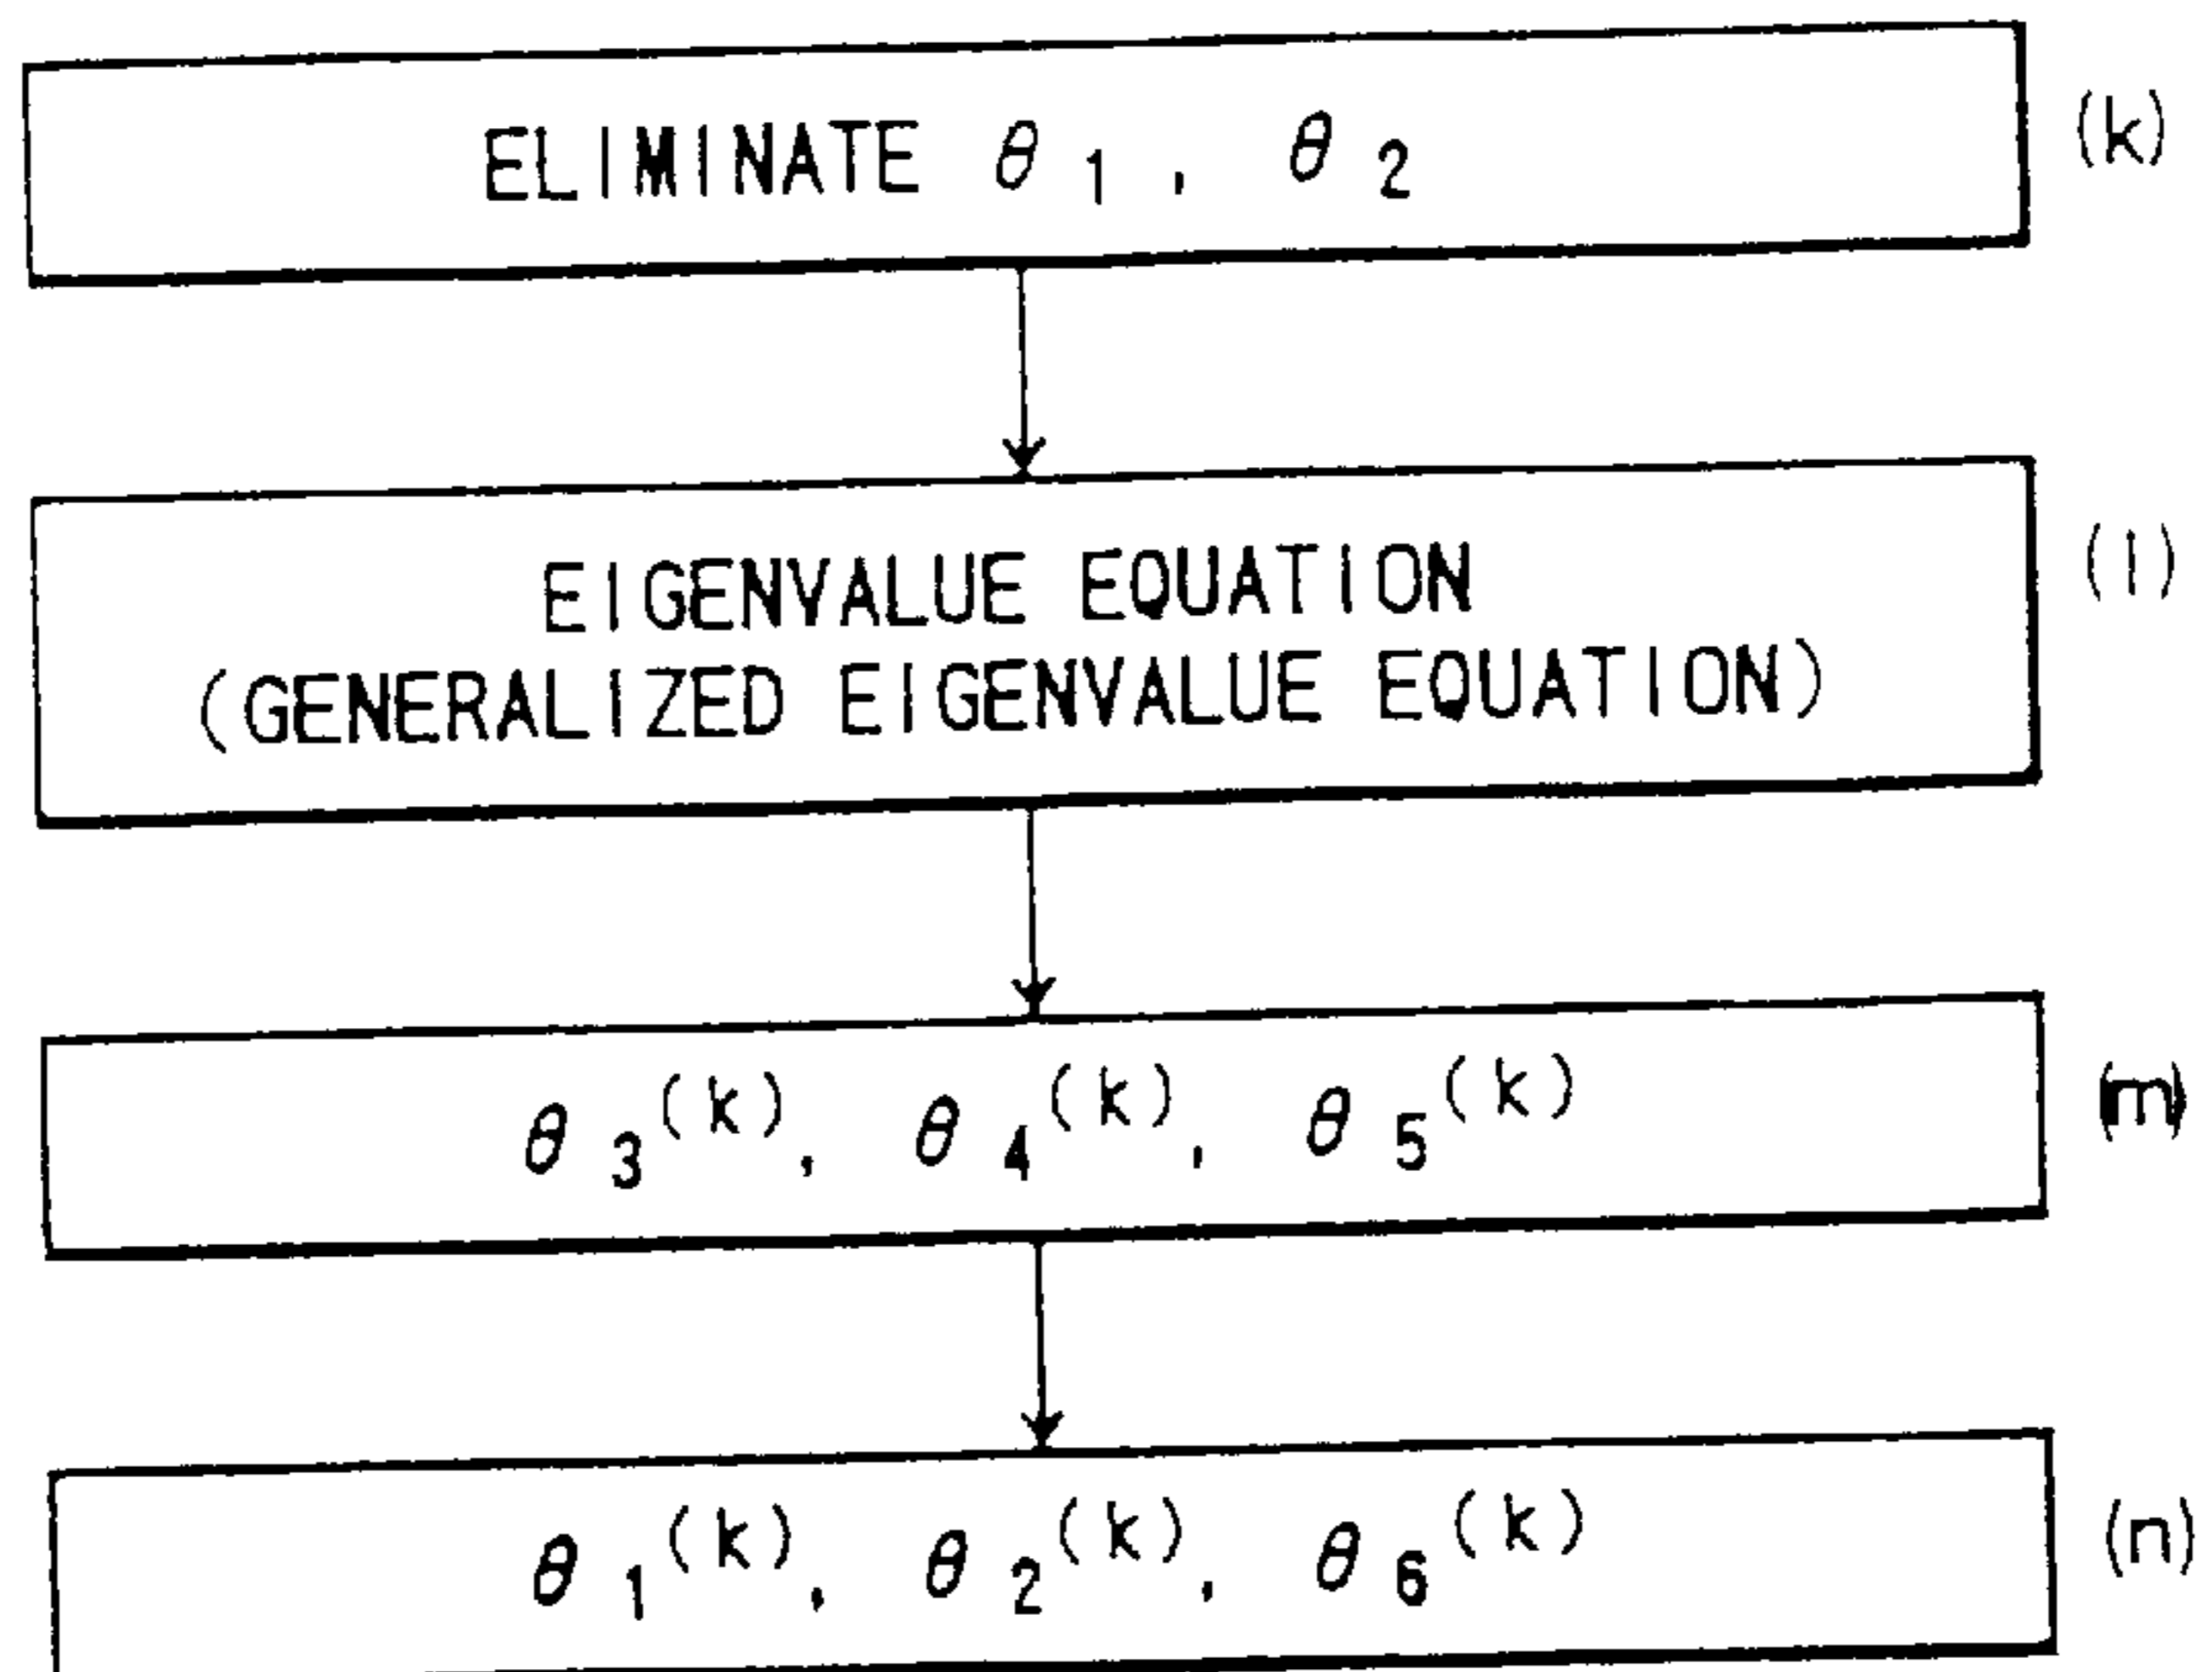 ELIMINATE θ1, θ2 (k)
EIGENVALUE EQUATION (l)
(GENERALIZED EIGENVALUE EQUATION)
θ3(k), θ4(k), θ5(k) (m)
θ1(k), θ2(k), θ6(k) (n)